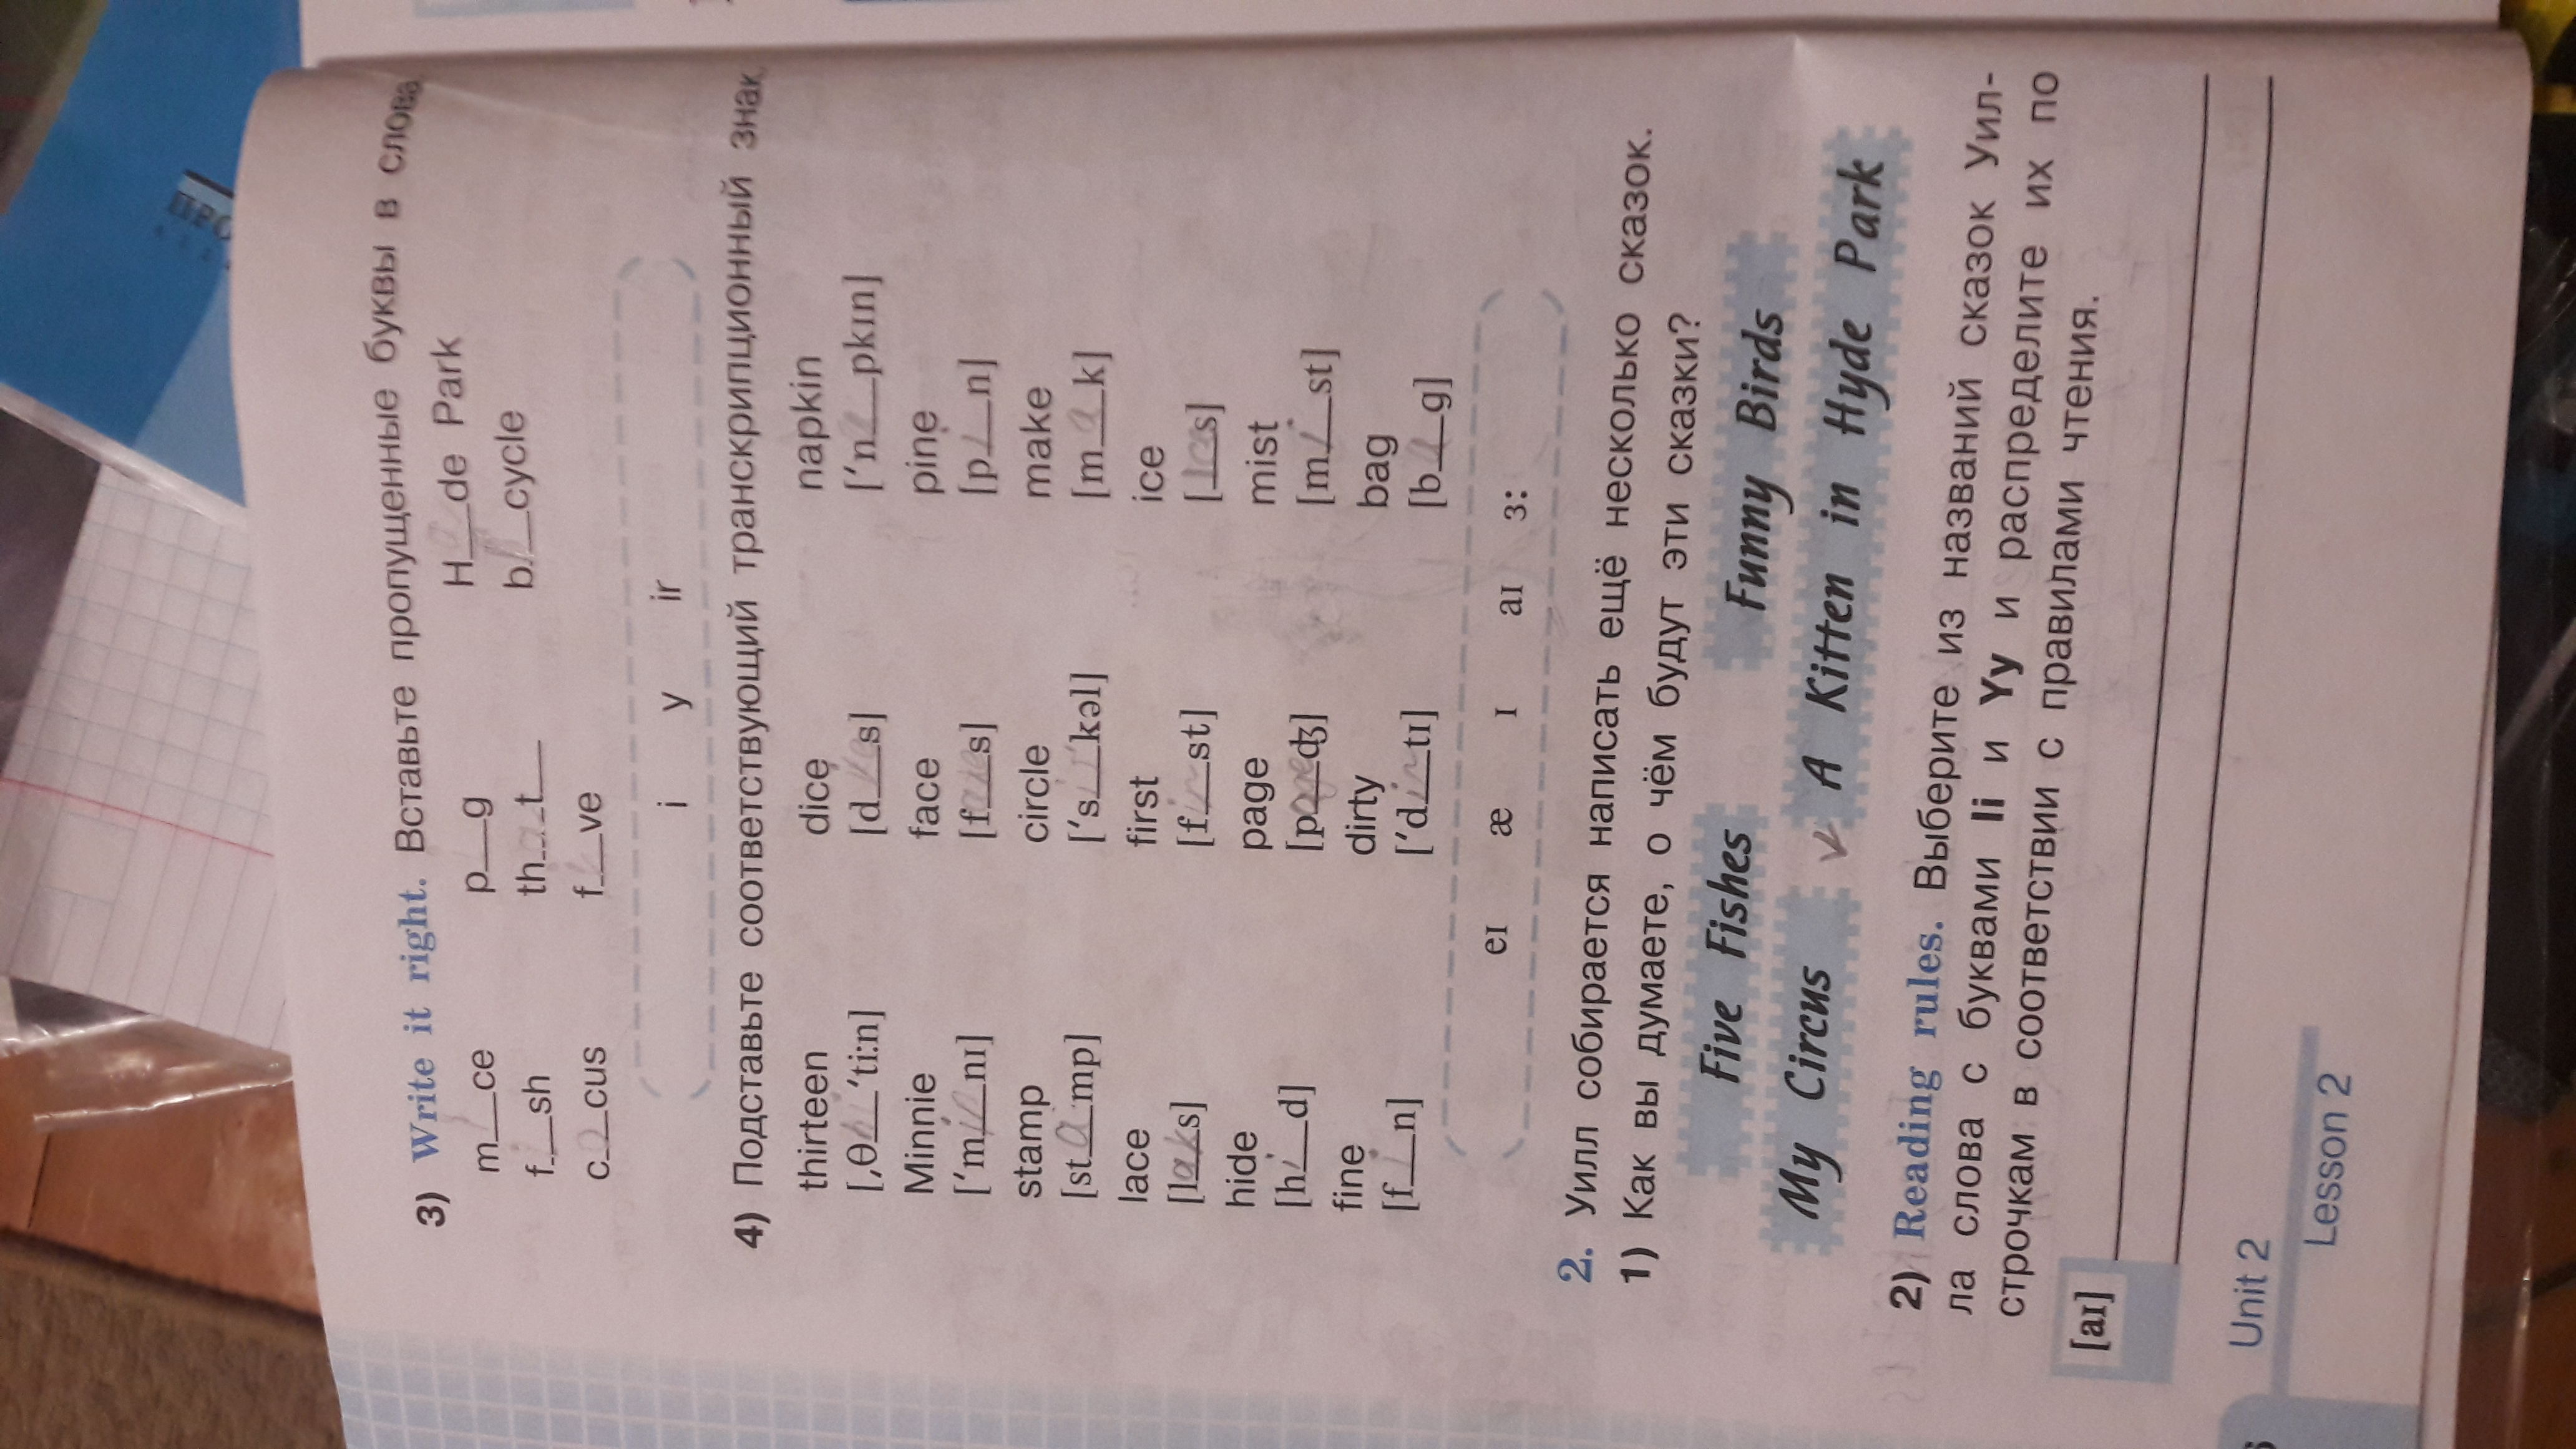 ПРО
3) Write it right. Вставьте пропущенные буквы в слова
m__ce p__g H__de Park
f__sh th__t__ b__cycle
c__cus f__ve
i y ir
4) Подставьте соответствующий транскрипционный знак.
thirteen dice napkin
[ˌθ__ˈtiːn] [d__s] [ˈn__pkɪn]
Minnie face pine
[ˈm__nɪ] [f__s] [p__n]
stamp circle make
[st__mp] [ˈs__kəl] [m__k]
lace first ice
[l__s] [f__st] [__s]
hide page mist
[h__d] [p__ʤ] [m__st]
fine dirty bag
[f__n] [ˈd__tɪ] [b__g]
eɪ æ ɪ aɪ ɜː
2. Уилл собирается написать ещё несколько сказок.
1) Как вы думаете, о чём будут эти сказки?
Five Fishes Funny Birds
My Circus A Kitten in Hyde Park
2) Reading rules. Выберите из названий сказок Уил-
ла слова с буквами Ii и Yy и распределите их по
строчкам в соответствии с правилами чтения.
[aɪ]
Unit 2
Lesson 2